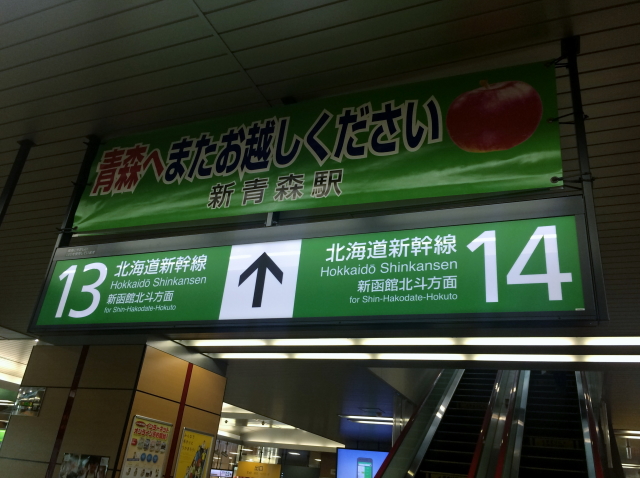 青森へまたお越しください
新青森駅
13
北海道新幹線
Hokkaidō Shinkansen
新函館北斗方面
for Shin-Hakodate-Hokuto
↑
北海道新幹線
Hokkaidō Shinkansen
新函館北斗方面
for Shin-Hakodate-Hokuto
14